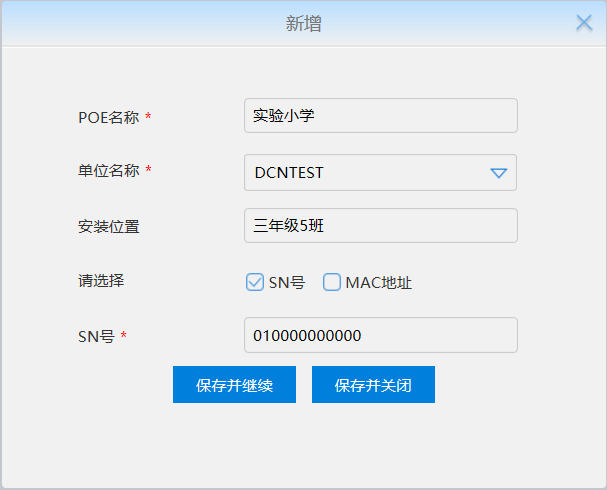 新增
POE名称 * 实验小学
单位名称 * DCNTEST
安装位置 三年级5班
请选择 SN号 MAC地址
SN号 * 010000000000
保存并继续 保存并关闭